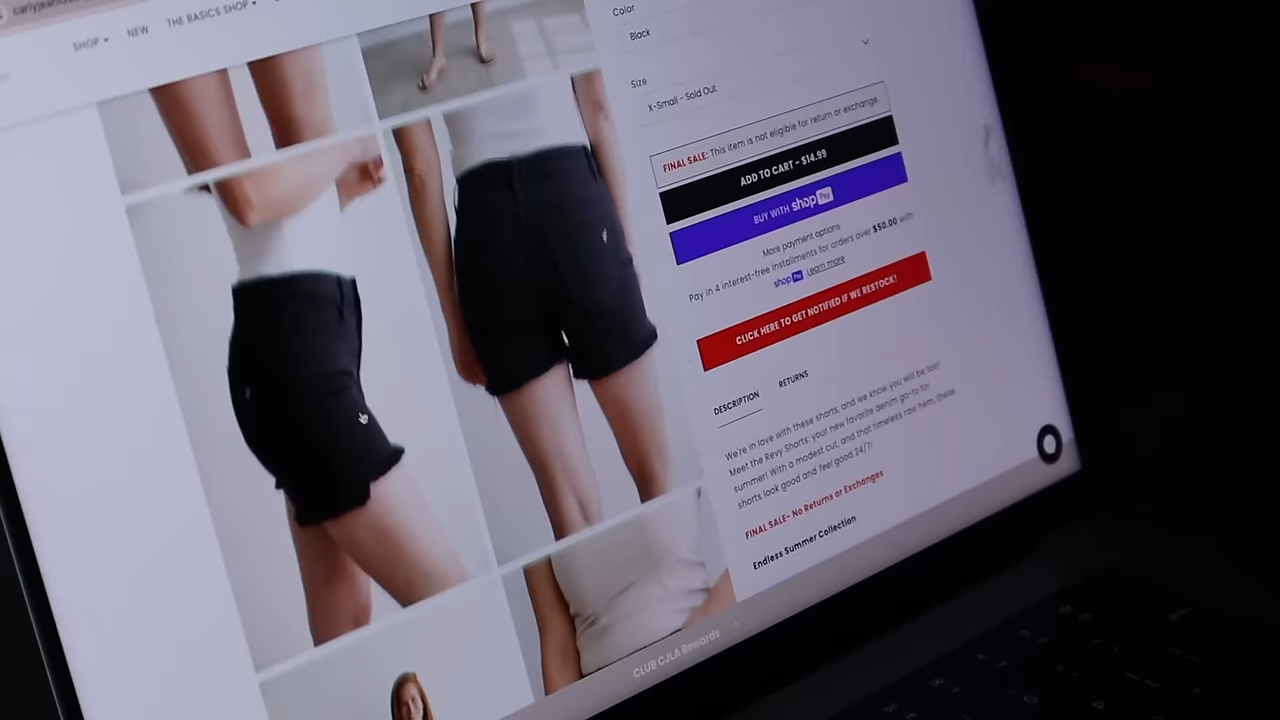 SHOP
NEW
THE BASICS SHOP
Color
Black
Size
X-Small - Sold Out
FINAL SALE: This item is not eligible for return or exchange.
ADD TO CART - $14.99
BUY WITH shop Pay
More payment options
Pay in 4 interest-free installments for orders over $50.00 with
shop Pay Learn more
CLICK HERE TO GET NOTIFIED IF WE RESTOCK!
DESCRIPTION
RETURNS
We're in love with these shorts, and we know you will be too!
Meet the Revy Shorts: your new favorite denim go-to for
summer! With a modest cut, and that timeless raw hem, these
shorts look good and feel good 24/7!
FINAL SALE- No Returns or Exchanges
Endless Summer Collection
CLUB CJLA Rewards